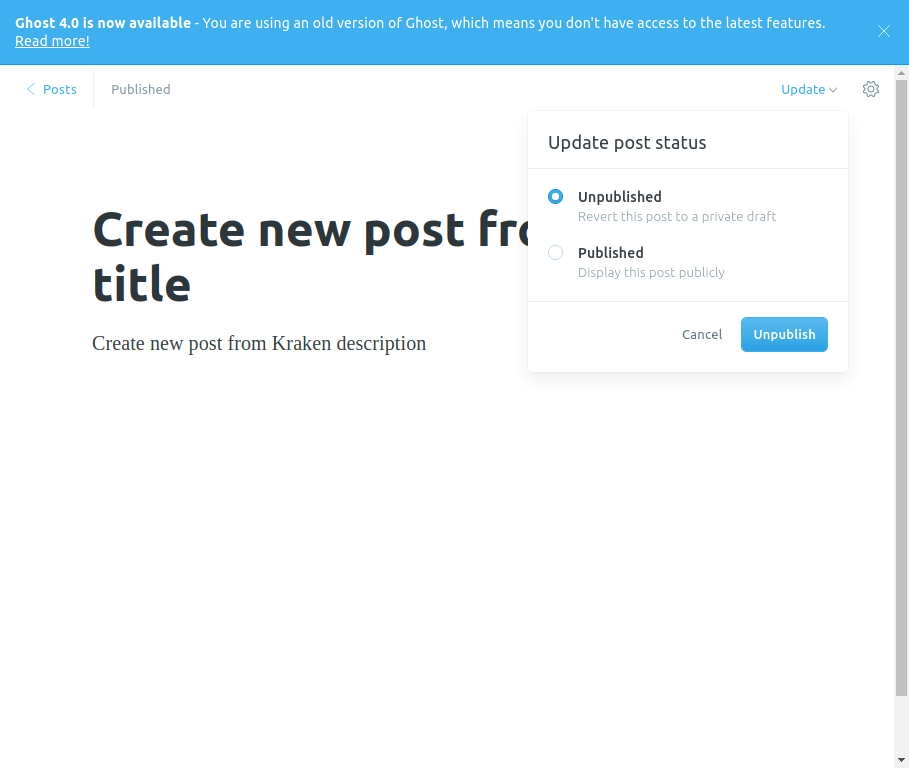 Ghost 4.0 is now available - You are using an old version of Ghost, which means you don't have access to the latest features.
Read more!
Posts
Published
Update
Update post status
Unpublished
Revert this post to a private draft
Published
Display this post publicly
Cancel
Unpublish
Create new post
title
Create new post from Kraken description